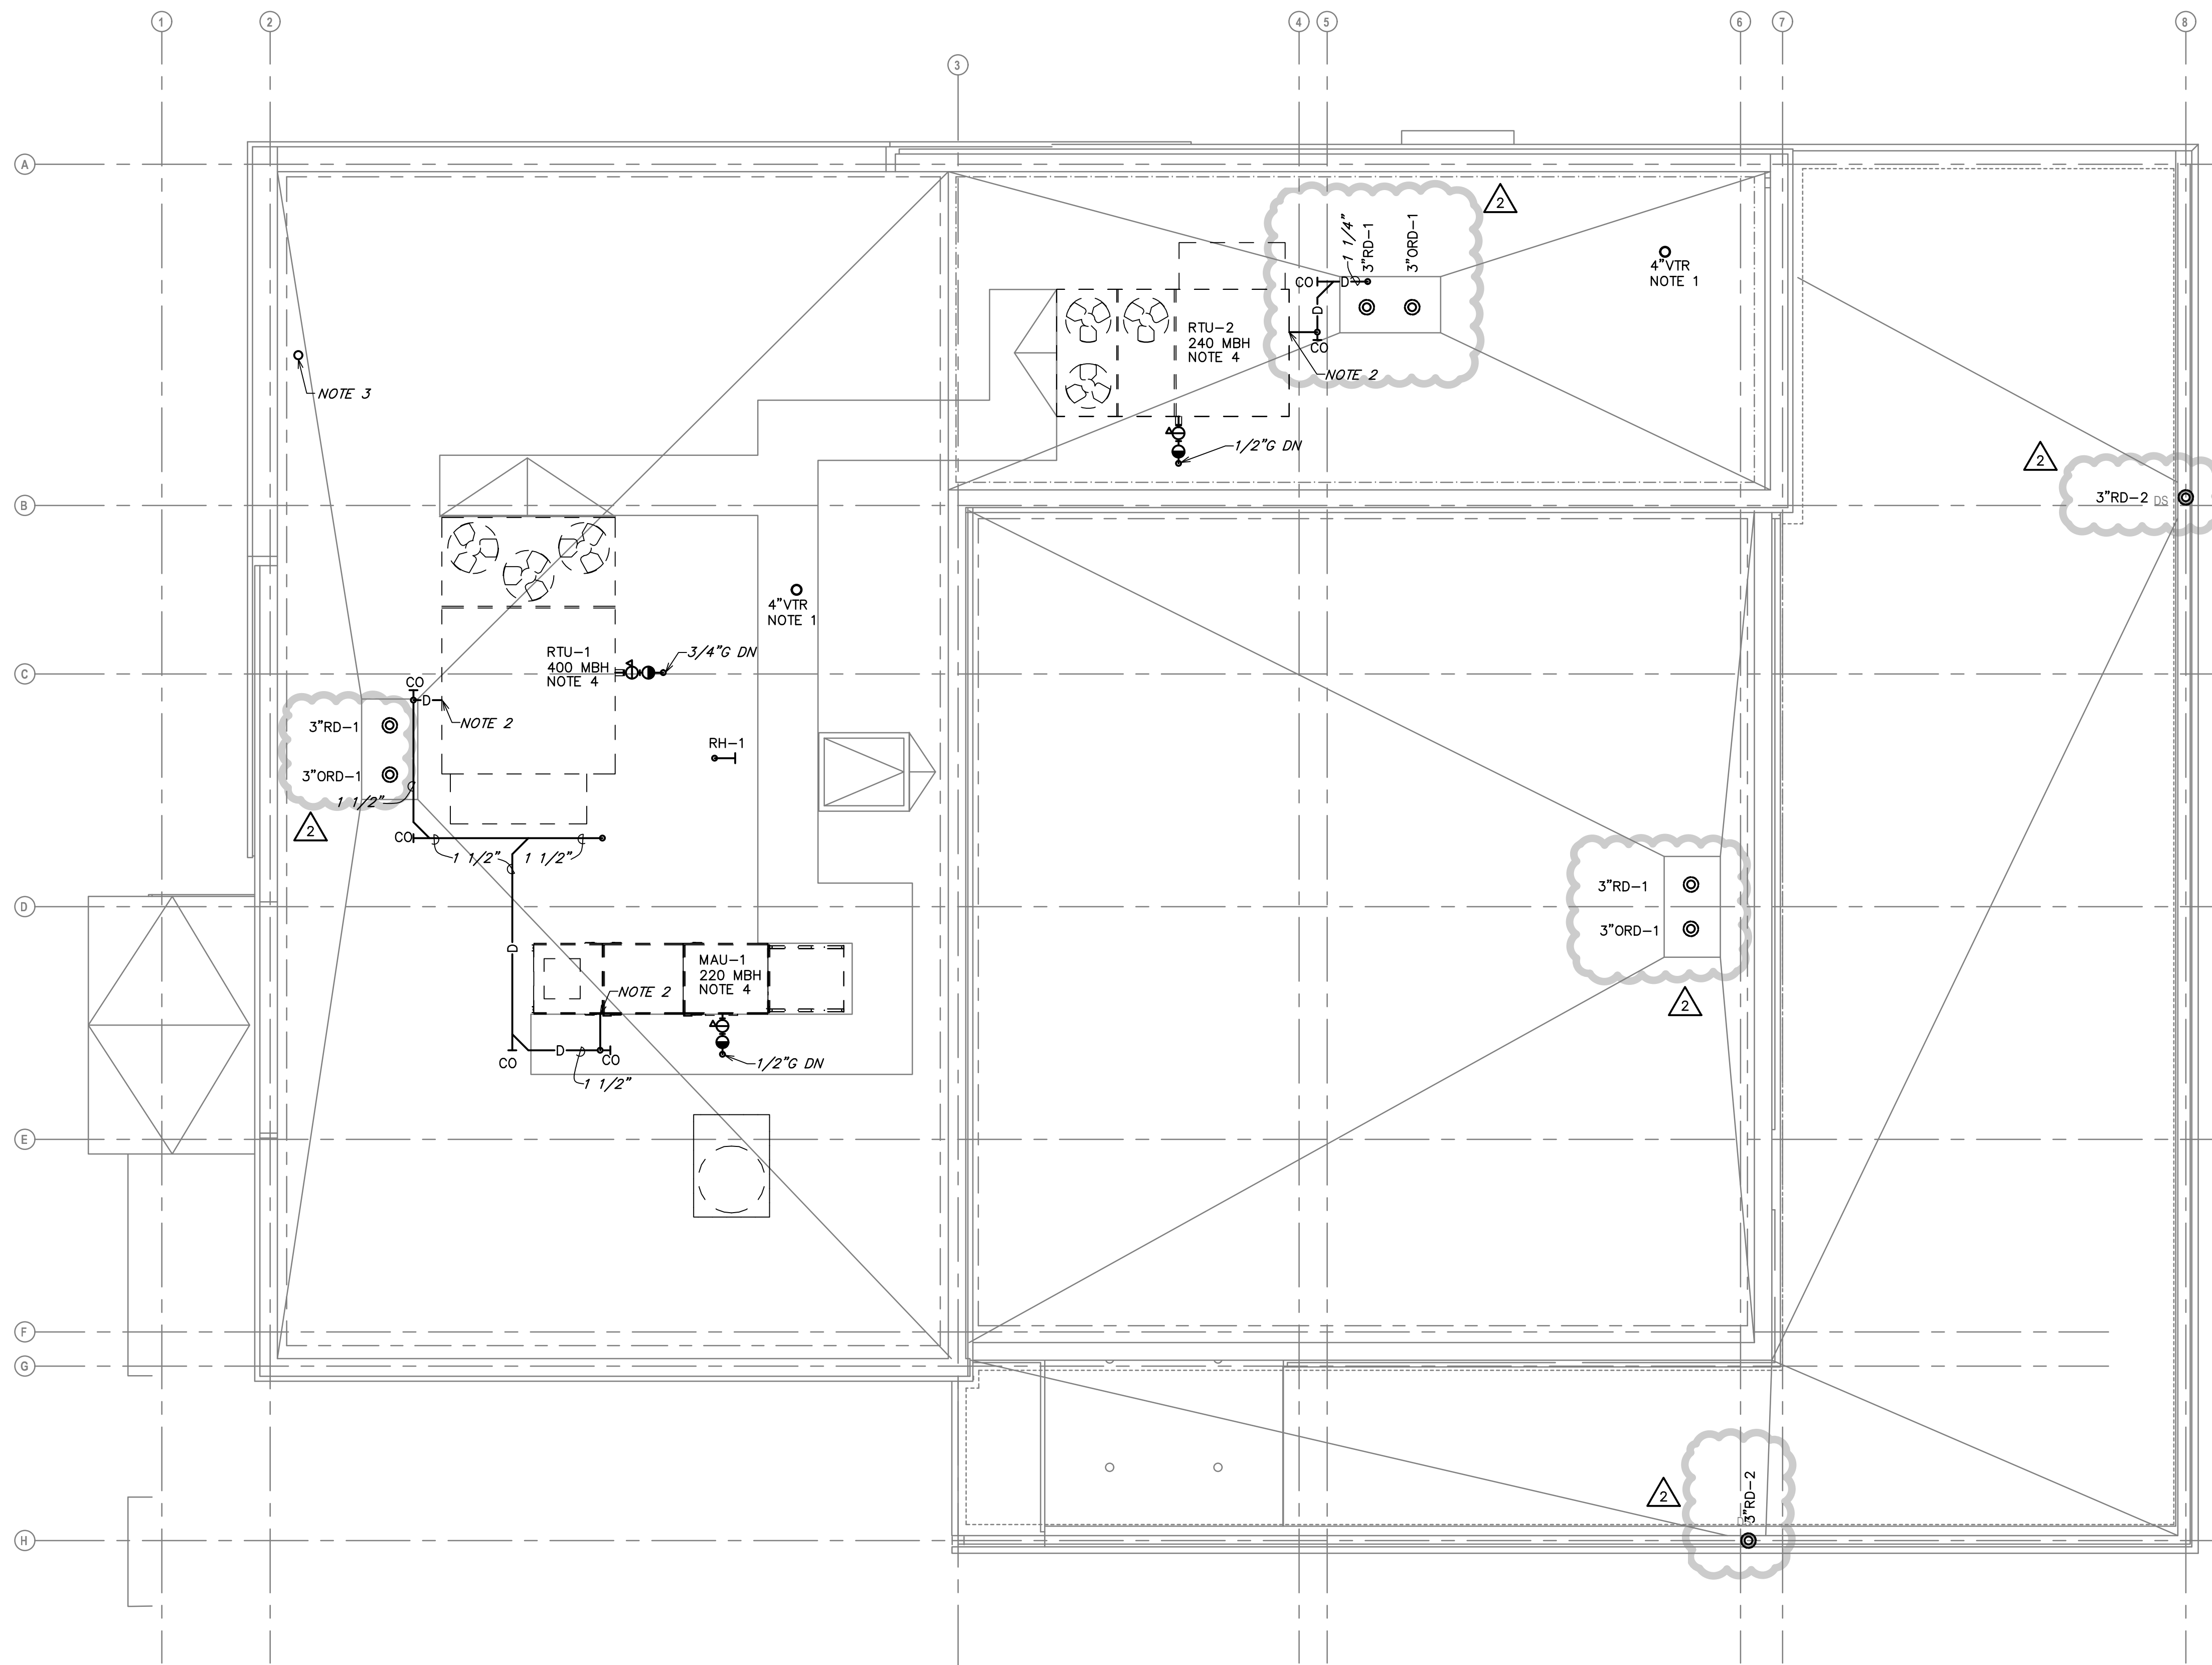 1
2
3
4
5
6
7
8
A
B
C
D
E
F
G
H
2
1 1/4"
3"RD-1
3"ORD-1
CO
D
D
CO
NOTE 2
4"VTR
NOTE 1
RTU-2
240 MBH
NOTE 4
1/2"G DN
NOTE 3
2
3"RD-2
DS
4"VTR
NOTE 1
RTU-1
400 MBH
NOTE 4
3/4"G DN
CO
D
NOTE 2
3"RD-1
3"ORD-1
1 1/2"
2
RH-1
CO
1 1/2"
1 1/2"
D
MAU-1
220 MBH
NOTE 4
NOTE 2
CO
D
CO
1 1/2"
1/2"G DN
3"RD-1
3"ORD-1
2
2
3"RD-2